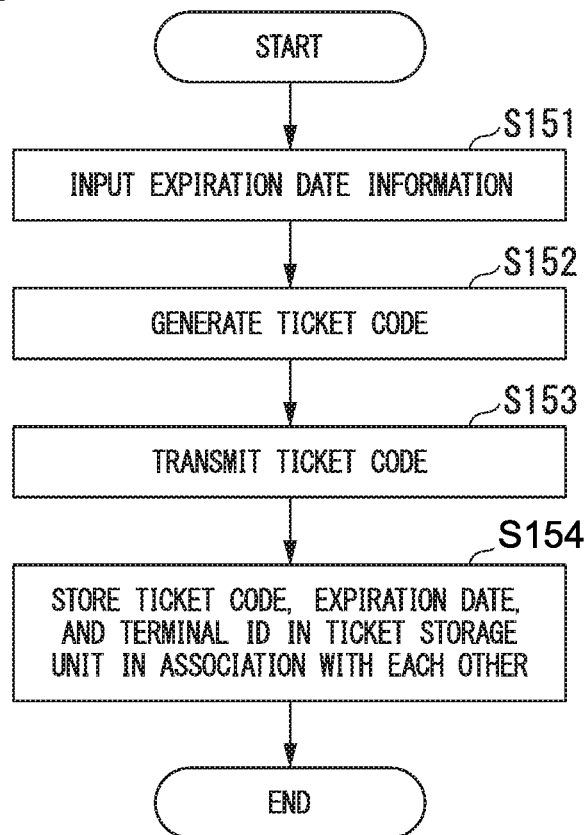 START
S151
INPUT EXPIRATION DATE INFORMATION
S152
GENERATE TICKET CODE
S153
TRANSMIT TICKET CODE
S154
STORE TICKET CODE, EXPIRATION DATE,
AND TERMINAL ID IN TICKET STORAGE
UNIT IN ASSOCIATION WITH EACH OTHER
END